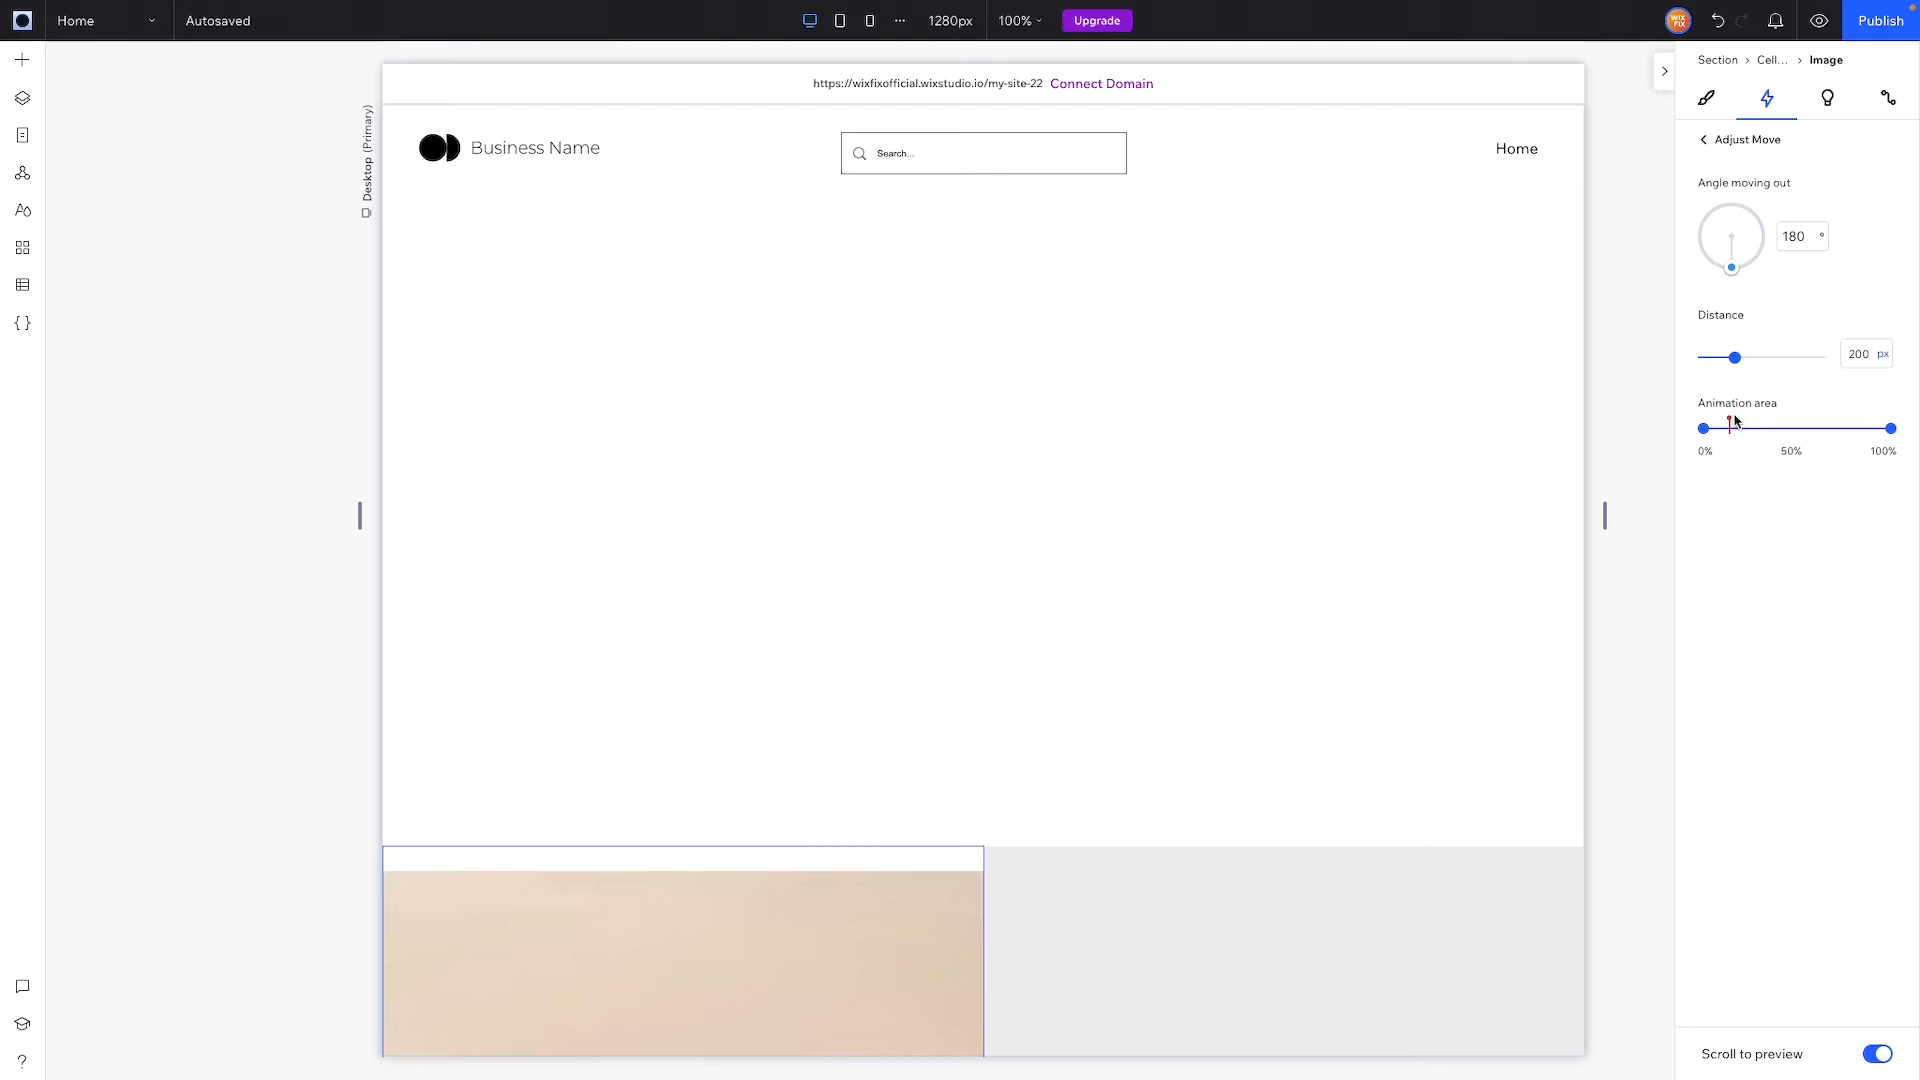 Home
Autosaved
1280px
100%
Upgrade
WIX
FIX
Publish
https://wixfixofficial.wixstudio.io/my-site-22 Connect Domain
Desktop (Primary)
Business Name
Search...
Home
Section > Cell... > Image
Adjust Move
Angle moving out
180 °
Distance
200 px
Animation area
0% 50% 100%
Scroll to preview